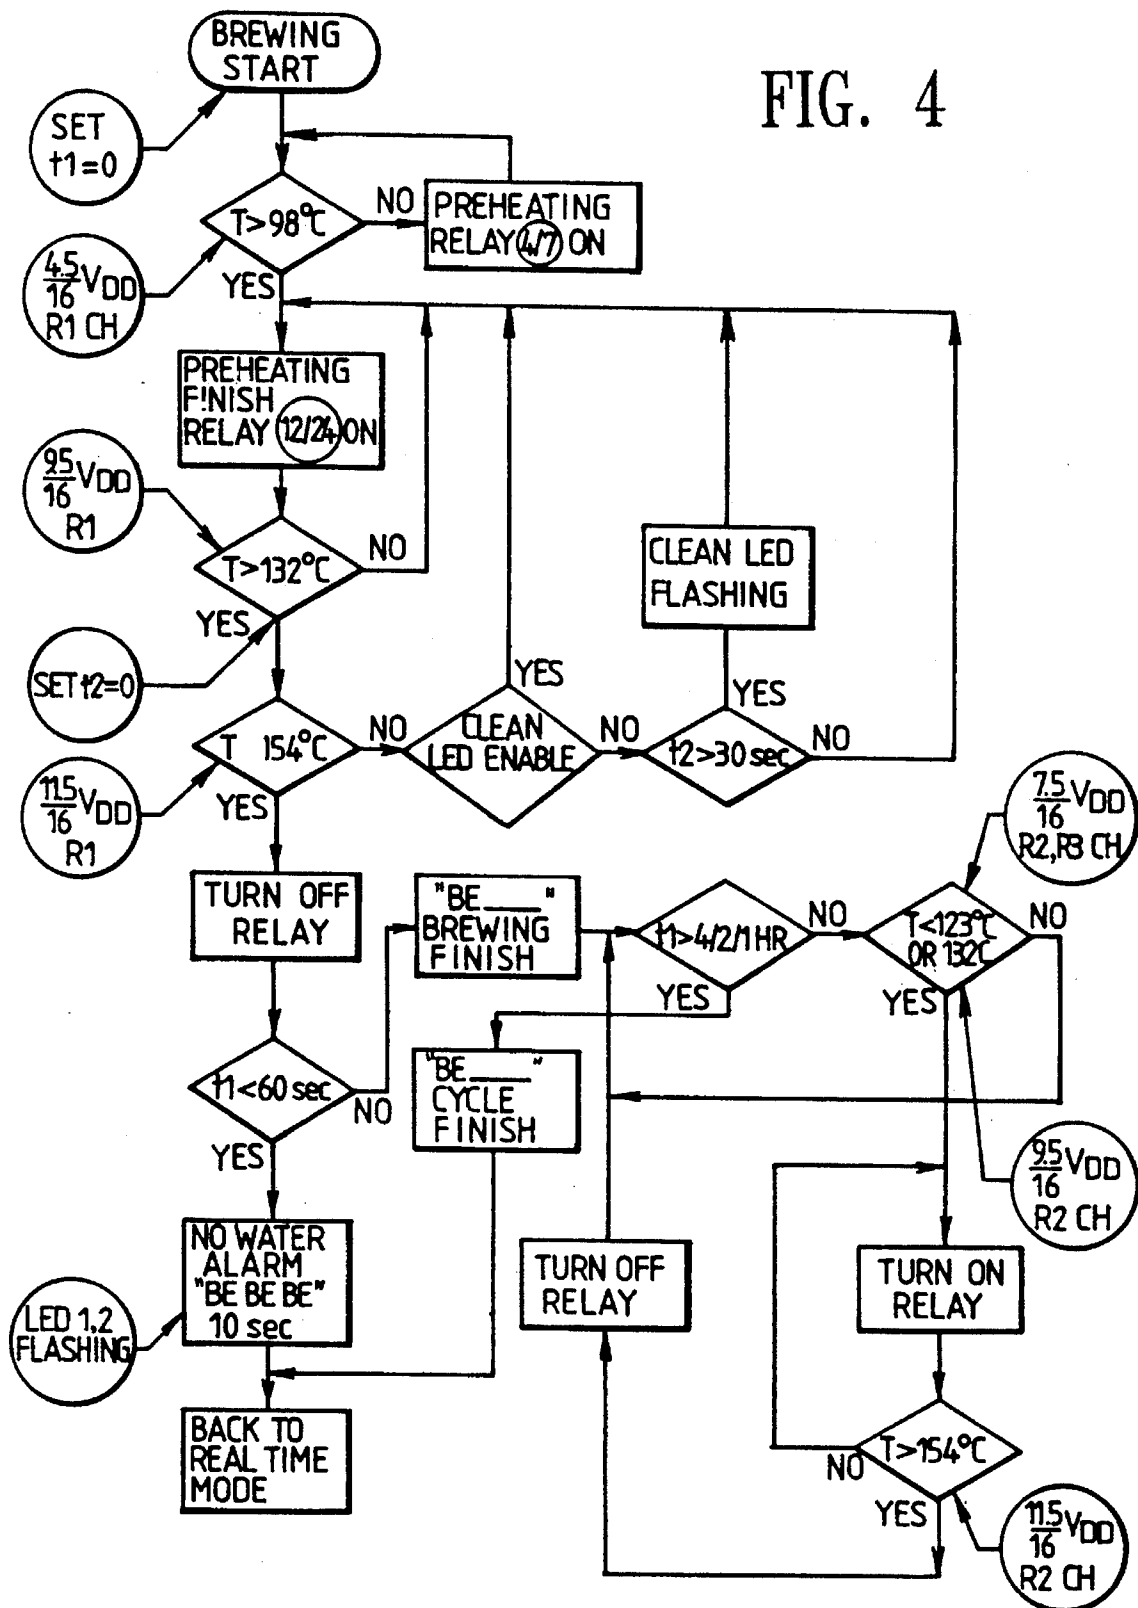 FIG. 4
BREWING
START
SET
t1=0
T>98°C
NO
PREHEATING
RELAY 4/7 ON
4.5/16 VDD
R1 CH
YES
PREHEATING
FINISH
RELAY 12/24 ON
9.5/16 VDD
R1
T>132°C
NO
YES
SET t2=0
T 154°C
NO
CLEAN
LED ENABLE
YES
NO
t2>30 sec
YES
NO
CLEAN LED
FLASHING
11.5/16 VDD
R1
YES
TURN OFF
RELAY
t1<60 sec
NO
YES
"BE____"
BREWING
FINISH
t1>4/2/1 HR
NO
YES
T<123°C
OR 132C
NO
YES
7.5/16 VDD
R2,R3 CH
9.5/16 VDD
R2 CH
"BE____"
CYCLE
FINISH
NO WATER
ALARM
"BE BE BE"
10 sec
LED 1,2
FLASHING
BACK TO
REAL TIME
MODE
TURN OFF
RELAY
TURN ON
RELAY
T>154°C
NO
YES
11.5/16 VDD
R2 CH